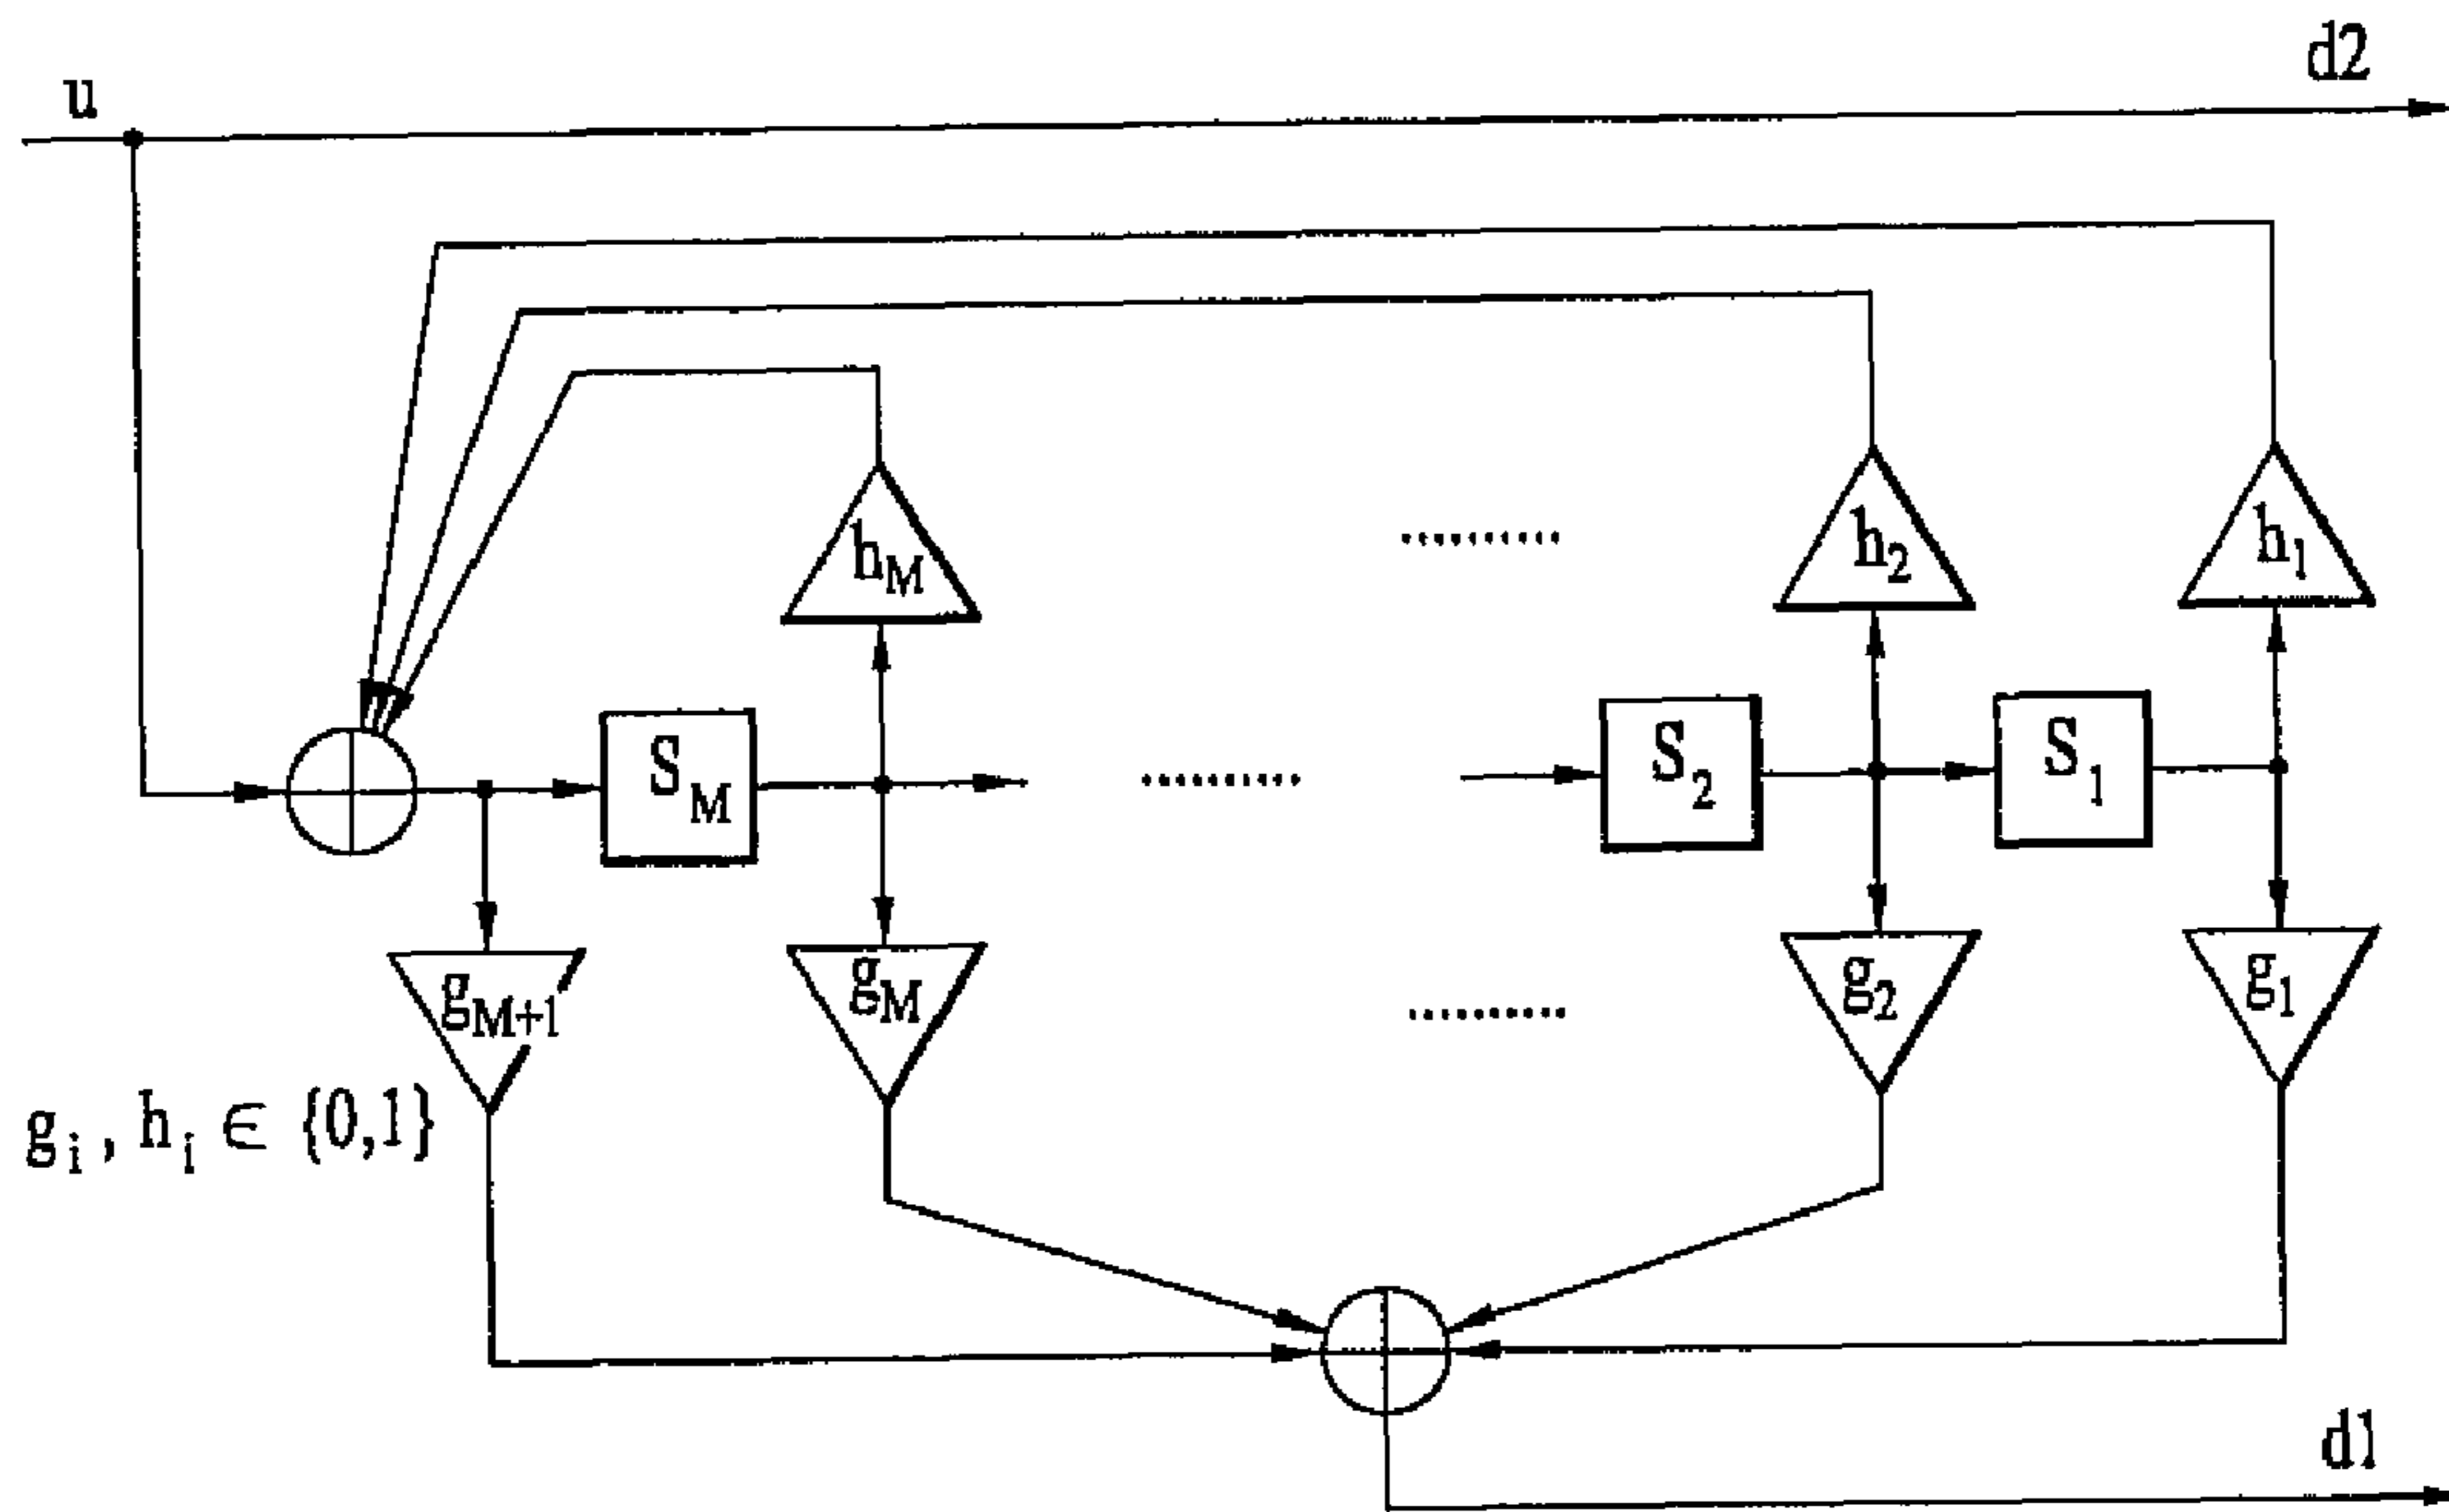 d2
u
h_M
h_2
h_1
S_M
S_2
S_1
g_{M+1}
g_M
g_2
g_1
g_i , h_i ∈ {0,1}
d1